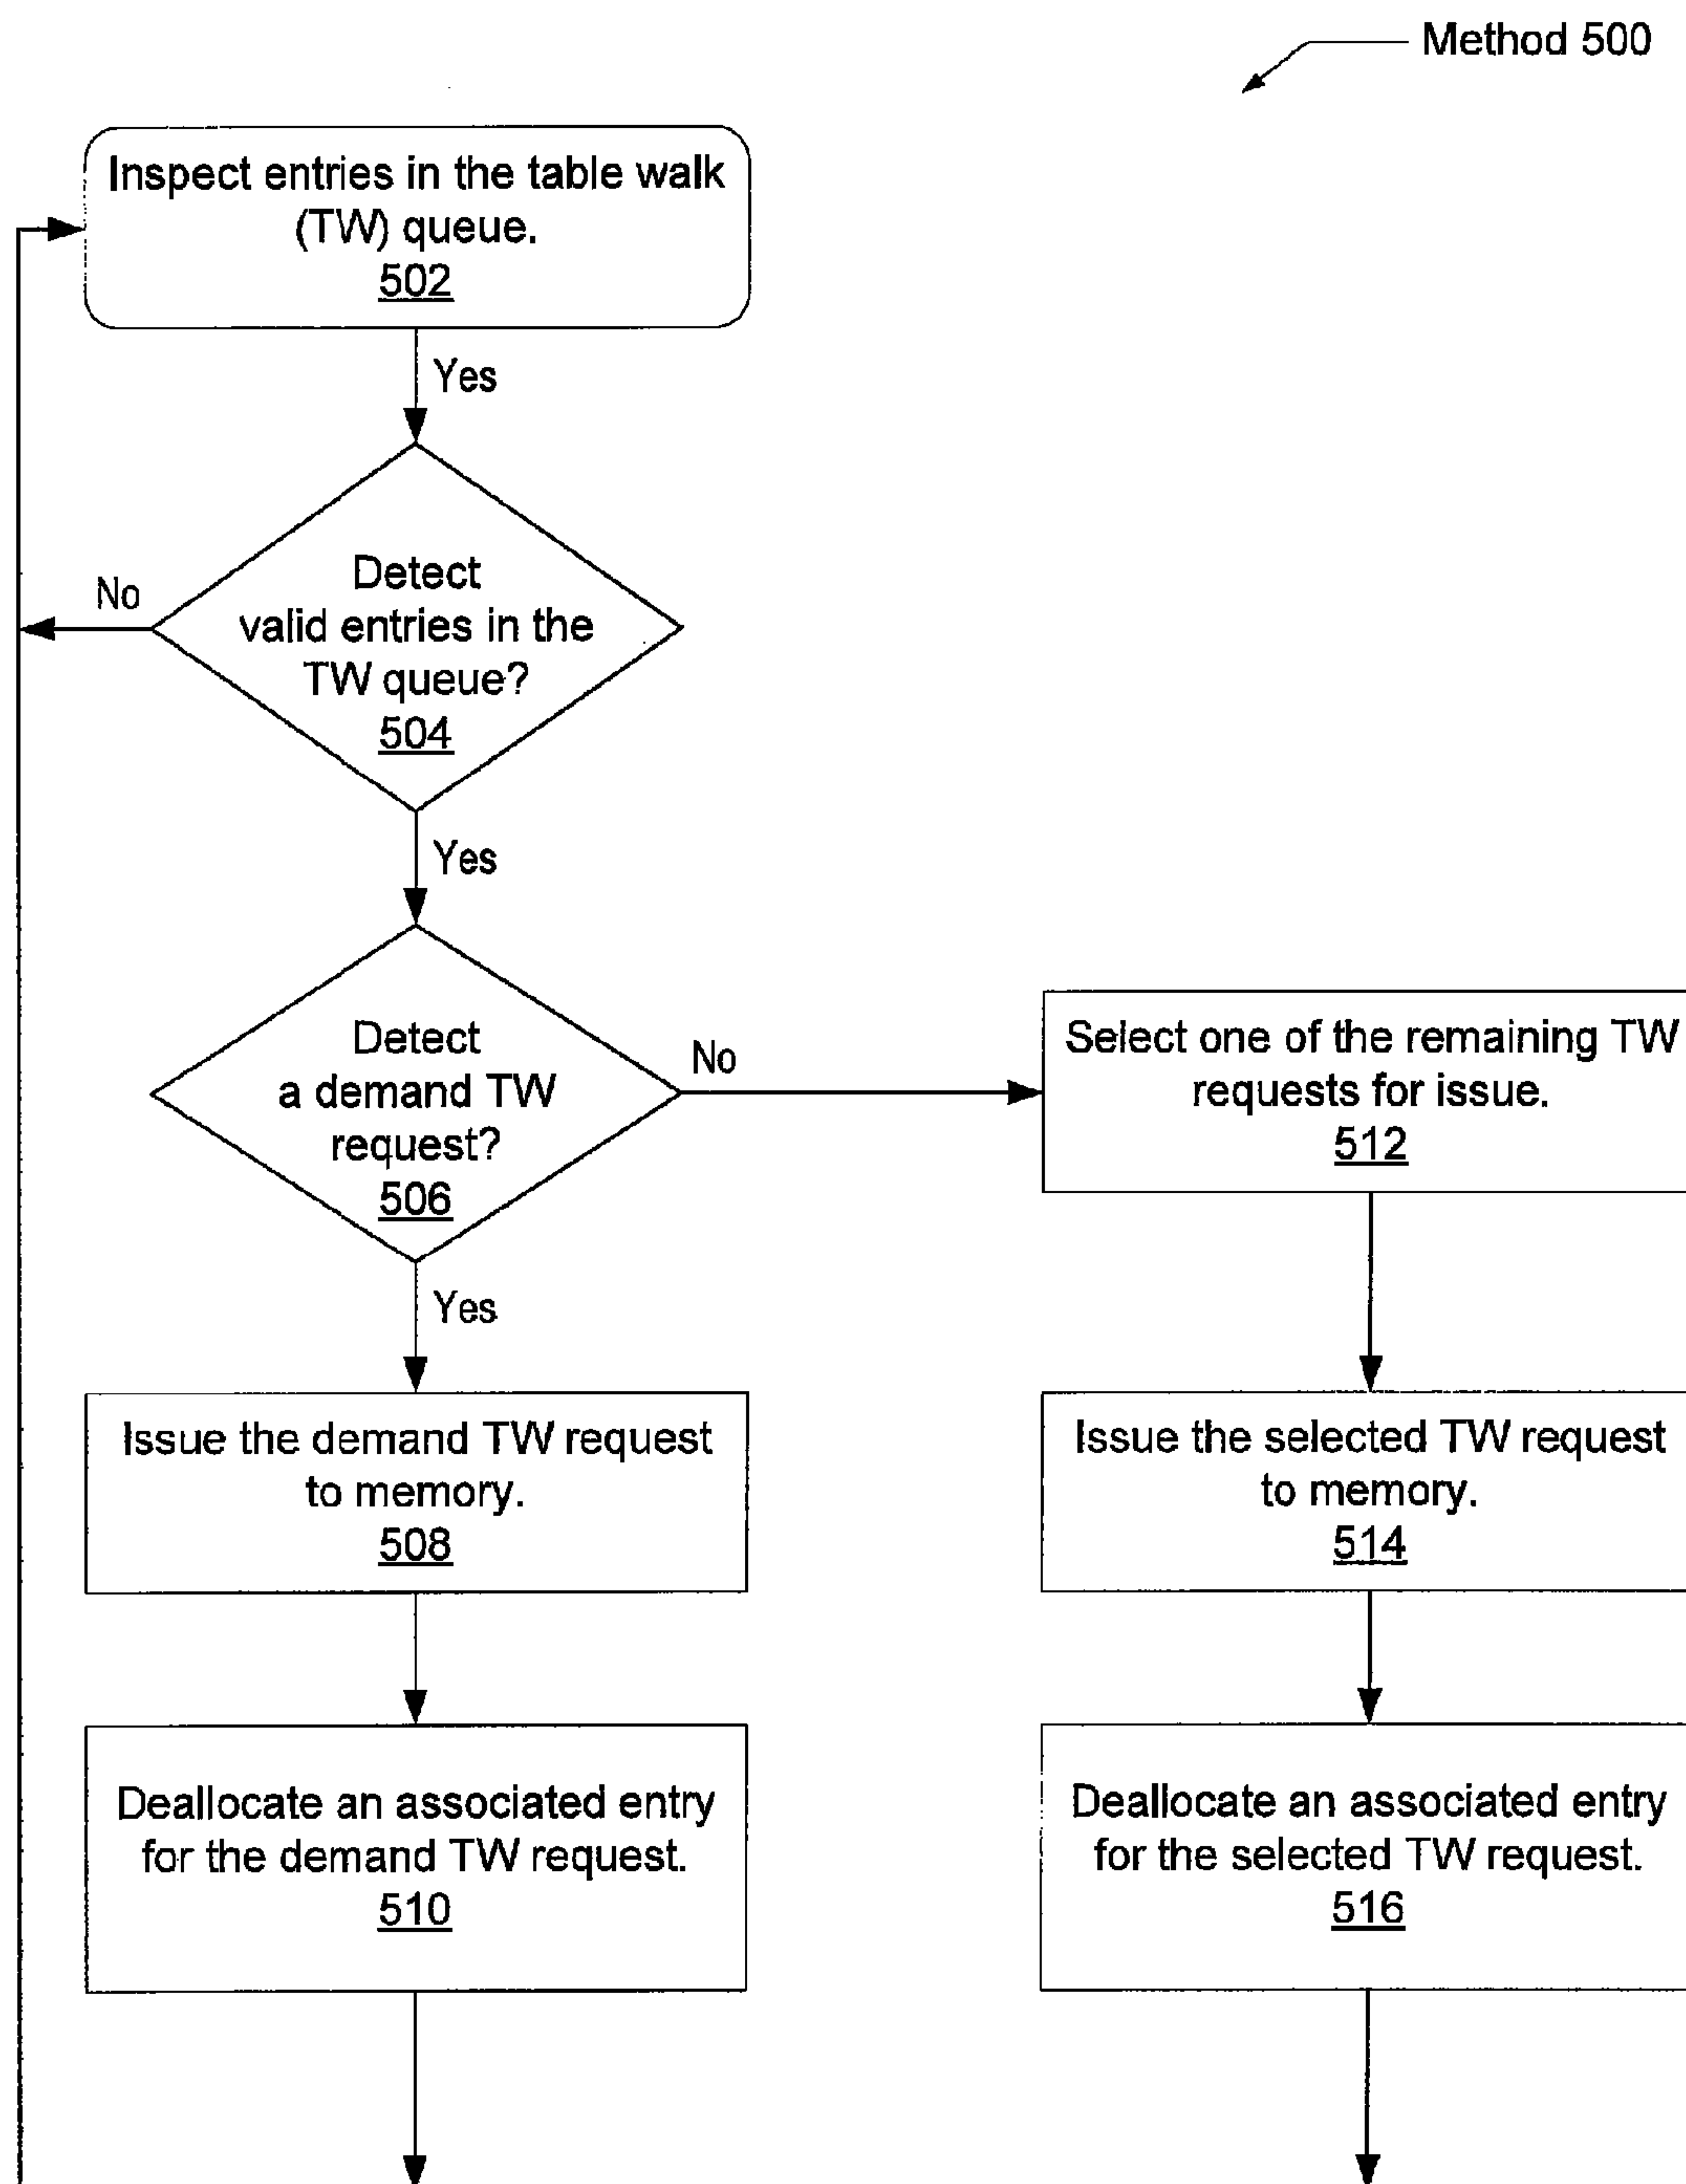 Method 500
Inspect entries in the table walk
(TW) queue.
502
Yes
Detect
valid entries in the
TW queue?
504
No
Yes
Detect
a demand TW
request?
506
No
Select one of the remaining TW
requests for issue.
512
Yes
Issue the demand TW request
to memory.
508
Issue the selected TW request
to memory.
514
Deallocate an associated entry
for the demand TW request.
510
Deallocate an associated entry
for the selected TW request.
516